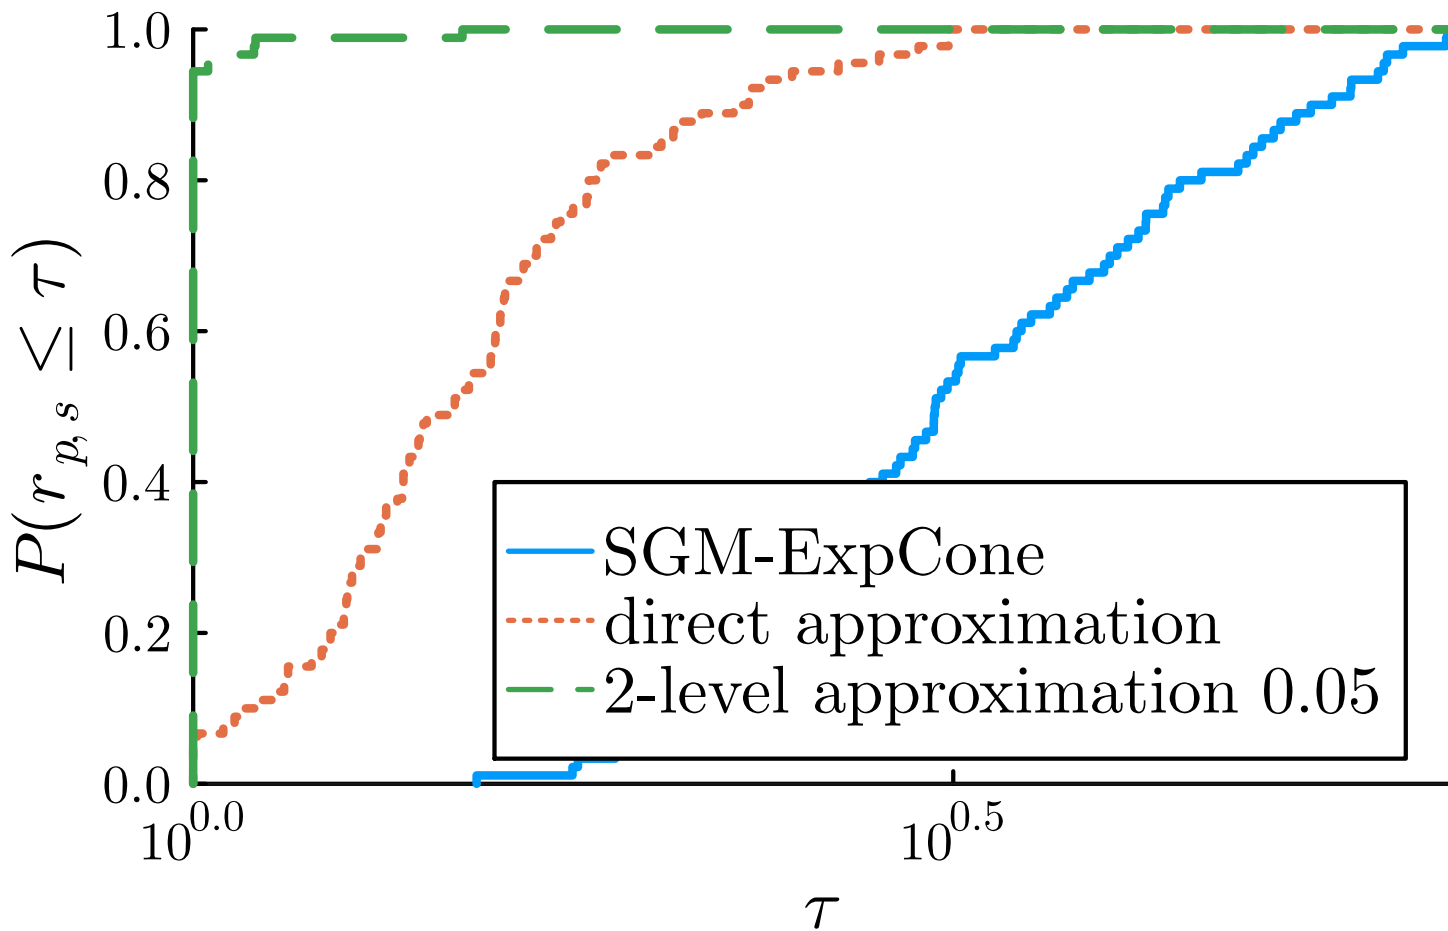 P(r_{p,s} ≤ τ)
1.0
0.8
0.6
0.4
0.2
0.0
SGM-ExpCone
direct approximation
2-level approximation 0.05
10^{0.0} 10^{0.5}
τ